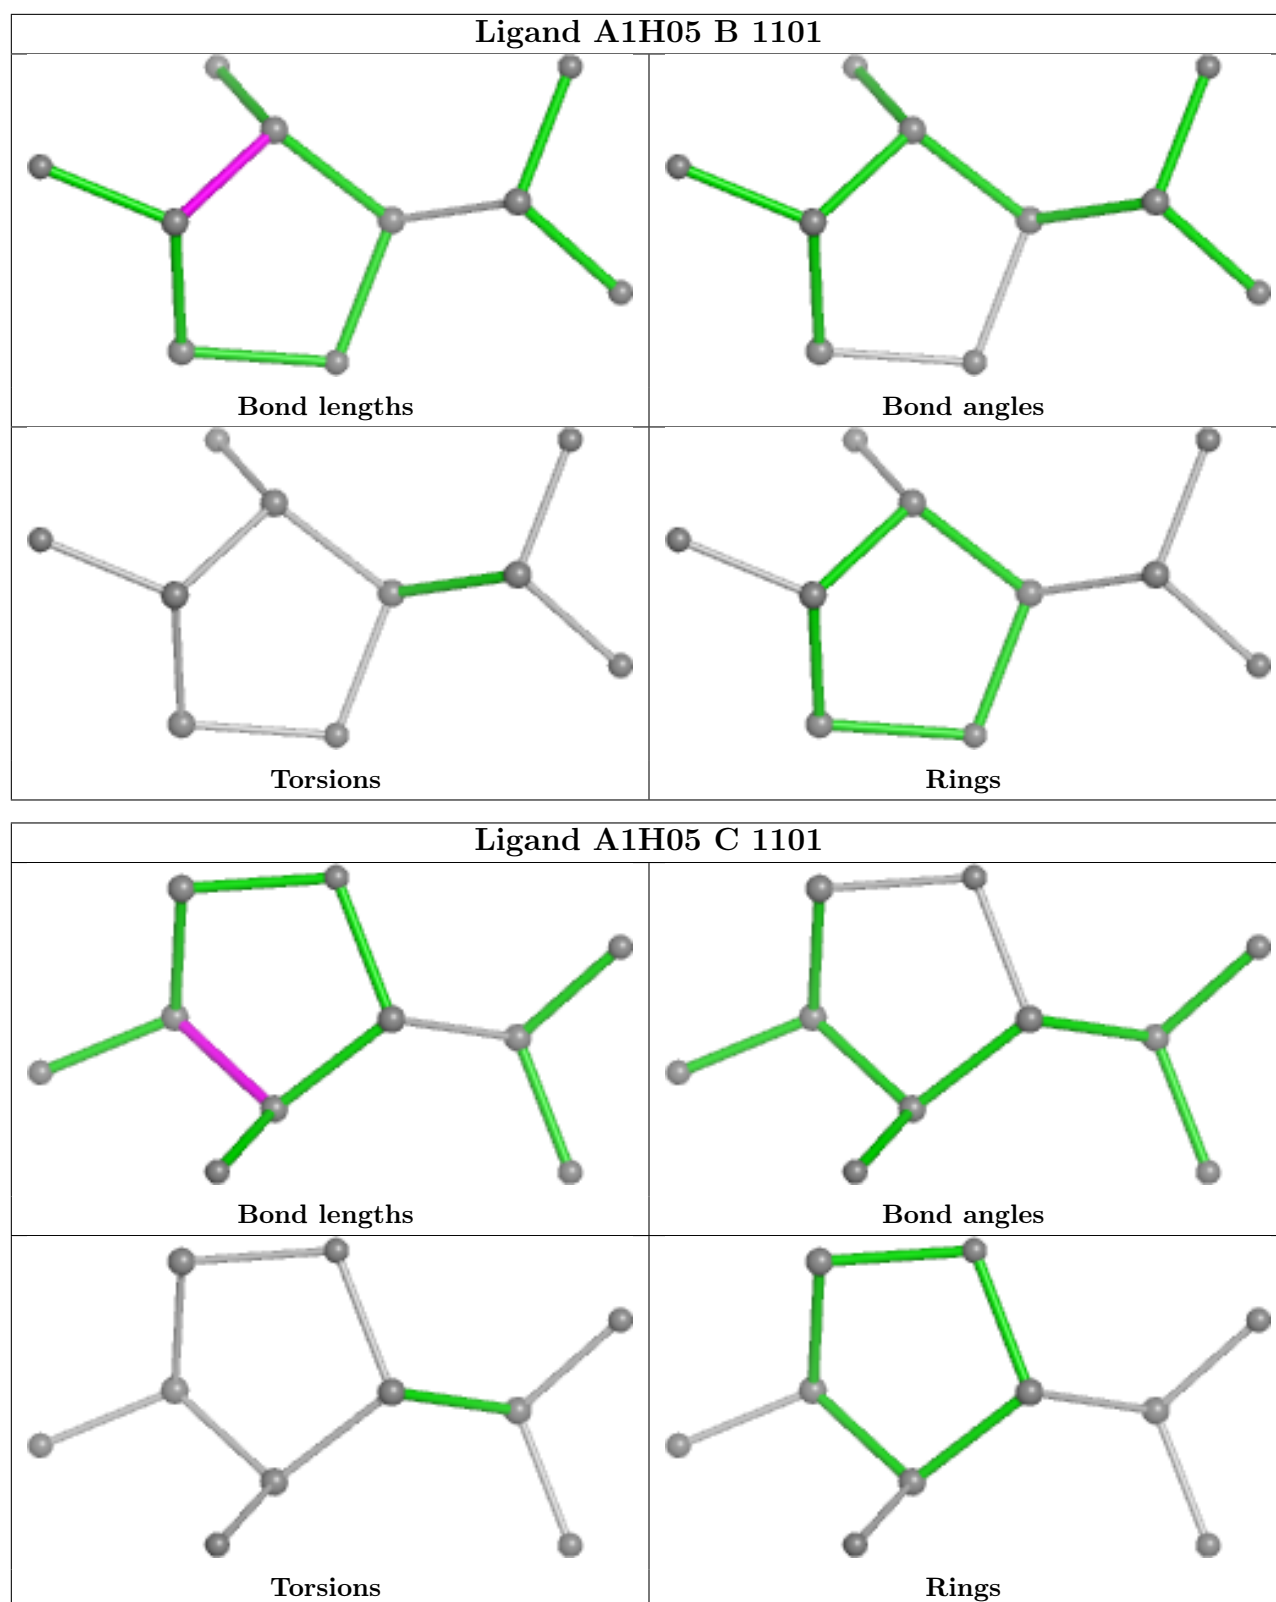 Ligand A1H05 B 1101
Bond lengths
Bond angles
Torsions
Rings
Ligand A1H05 C 1101
Bond lengths
Bond angles
Torsions
Rings